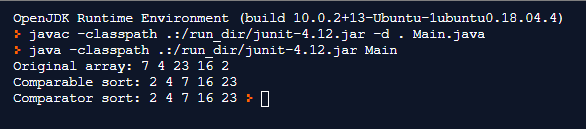 OpenJDK Runtime Environment (build 10.0.2+13-Ubuntu-1ubuntu0.18.04.4)
> javac -classpath .:/run_dir/junit-4.12.jar -d . Main.java
> java -classpath .:/run_dir/junit-4.12.jar Main
Original array: 7 4 23 16 2
Comparable sort: 2 4 7 16 23
Comparator sort: 2 4 7 16 23 >